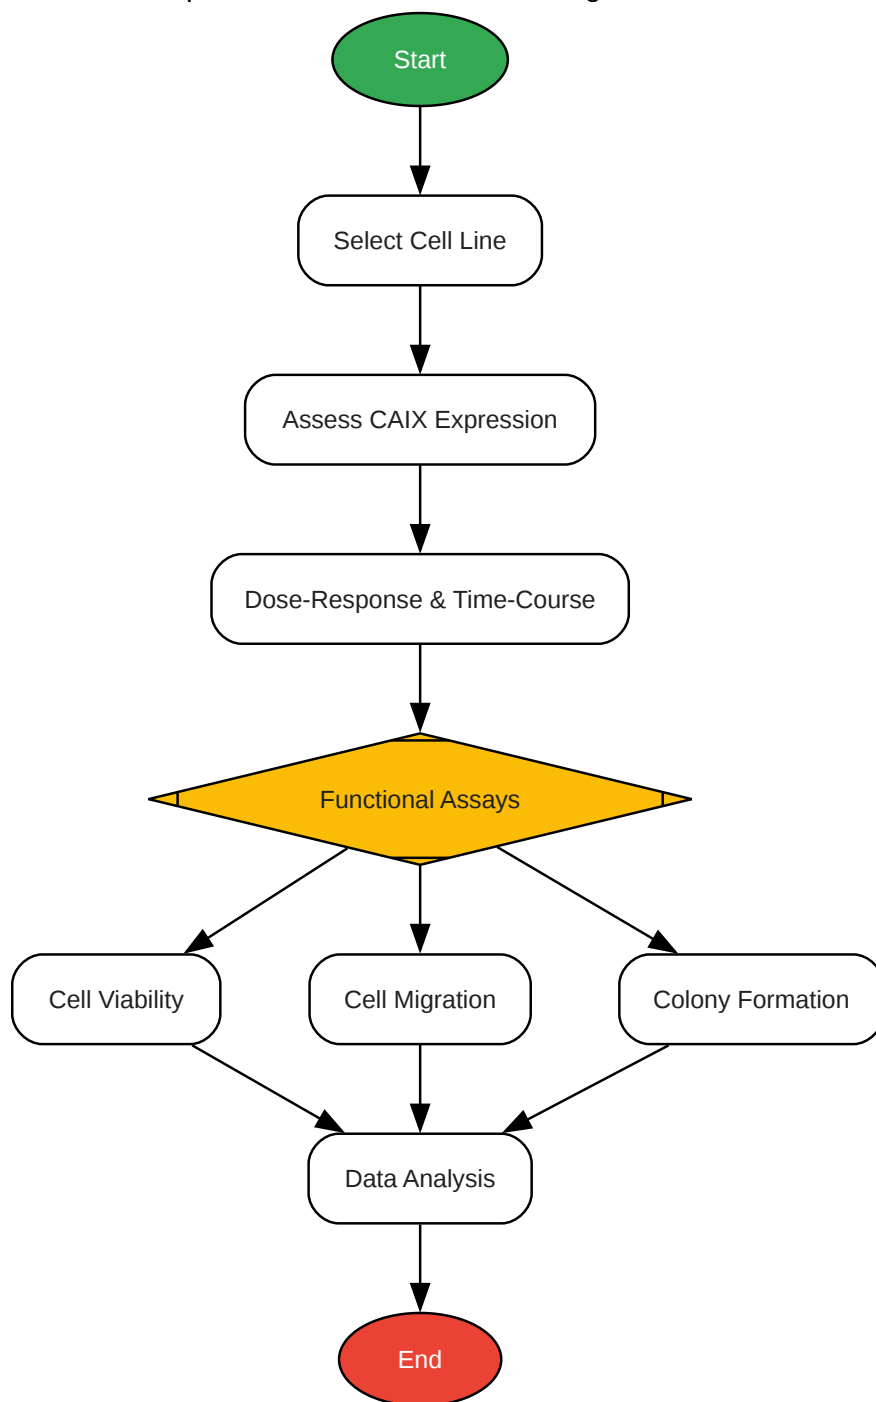 Start
Select Cell Line
Assess CAIX Expression
Dose-Response & Time-Course
Functional Assays
Cell Viability
Cell Migration
Colony Formation
Data Analysis
End